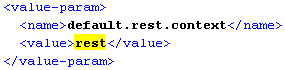 <value-param>
<name>default.rest.context</name>
<value>rest</value>
</value-param>